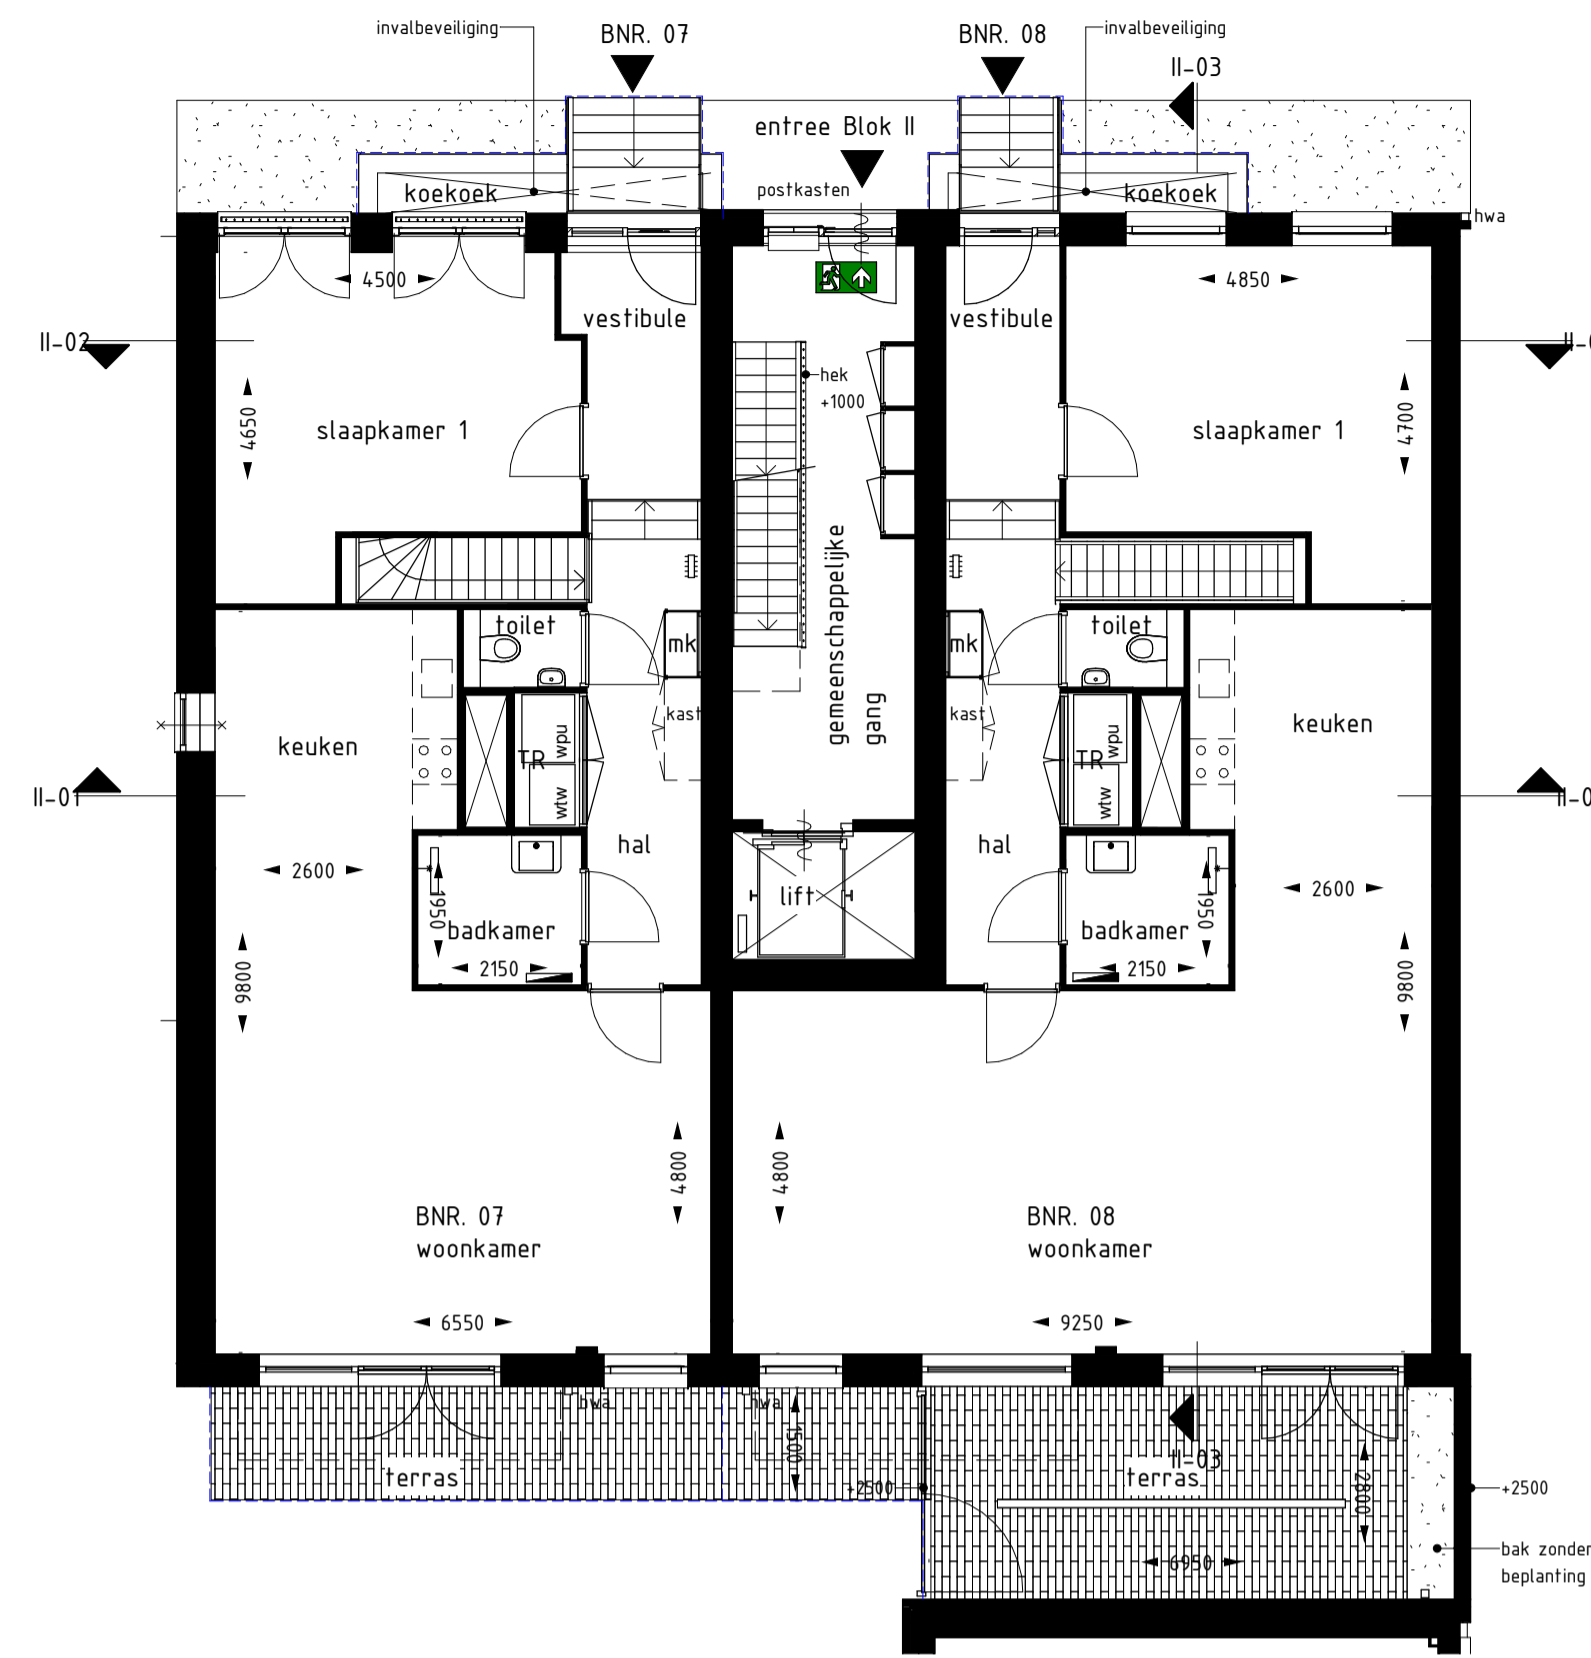 invalbeveiliging
BNR. 07
BNR. 08
invalbeveiliging
II-03
entree Blok II
postkasten
koekoek
koekoek
hwa
4500
4850
vestibule
vestibule
II-02
hek
+1000
4650
slaapkamer 1
slaapkamer 1
4700
gemeenschappelijke
gang
toilet
toilet
mk
mk
kast
kast
keuken
keuken
TR
wpu
wtw
TR
wpu
wtw
II-01
hal
hal
2600
2600
lift
1950
badkamer
badkamer
1950
2150
2150
9800
9800
4800
4800
BNR. 07
woonkamer
BNR. 08
woonkamer
6550
9250
hwa
hwa
1500
terras
II-03
terras
+2500
2800
+2500
6950
bak zonder
beplanting